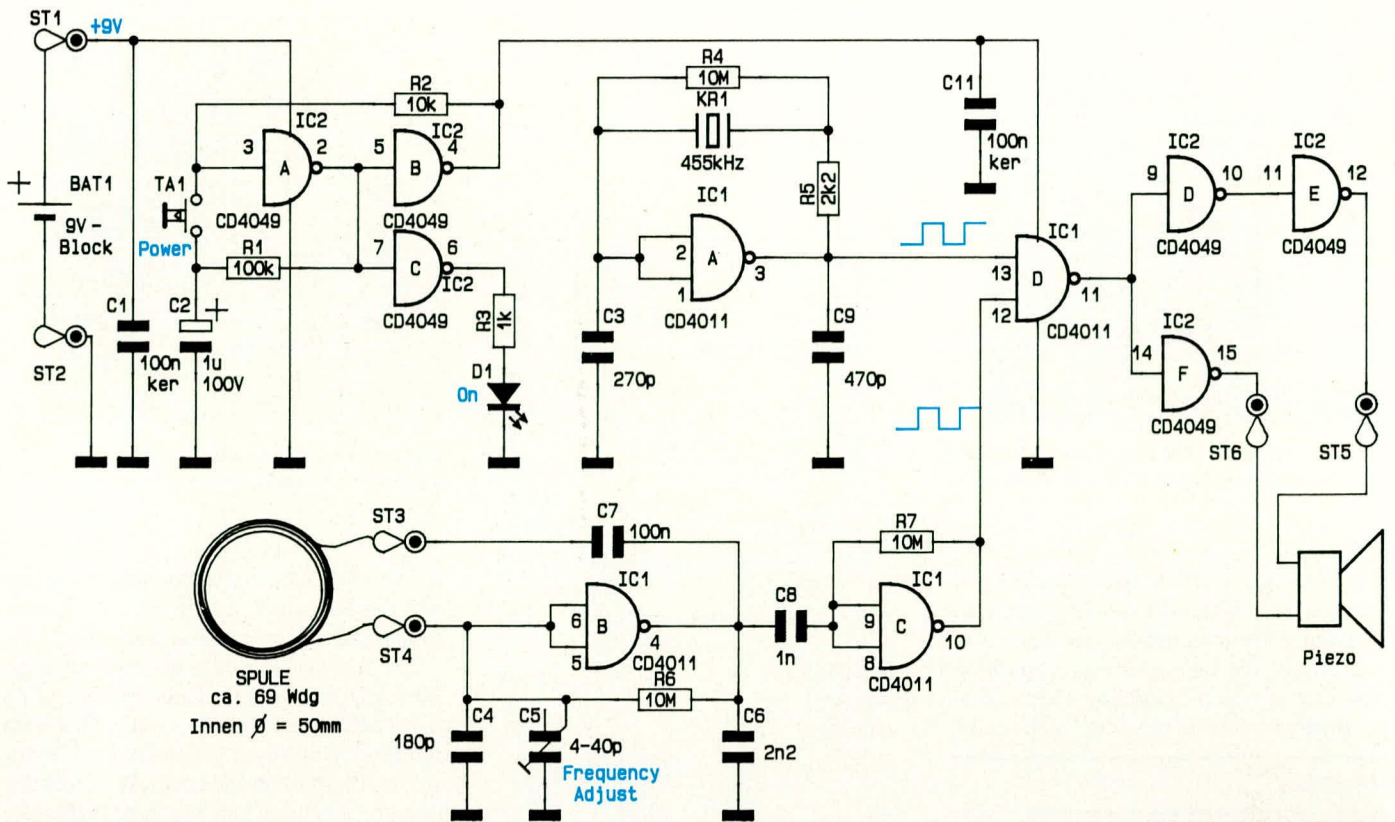 ST1
+9V
R2
10k
IC2
3
A
2
CD4049
IC2
5
B
4
CD4049
7
C
6
IC2
CD4049
+
BAT1
9V-
Block
TA1
Power
R1
100k
ST2
C1
100n
ker
C2
+
1u
100V
R3
1k
D1
On
R4
10M
KR1
455kHz
R5
2k2
IC1
2
A
3
1
CD4011
C3
270p
C9
470p
C11
100n
ker
IC1
13
D
11
12
CD4011
IC2
9
D
10
CD4049
IC2
11
E
12
CD4049
IC2
14
F
15
CD4049
ST6
ST5
Piezo
ST3
ST4
SPULE
ca. 69 Wdg
Innen Ø = 50mm
C7
100n
IC1
6
B
4
5
CD4011
R6
10M
C4
180p
C5
4-40p
Frequency
Adjust
C6
2n2
C8
1n
R7
10M
IC1
9
C
10
8
CD4011